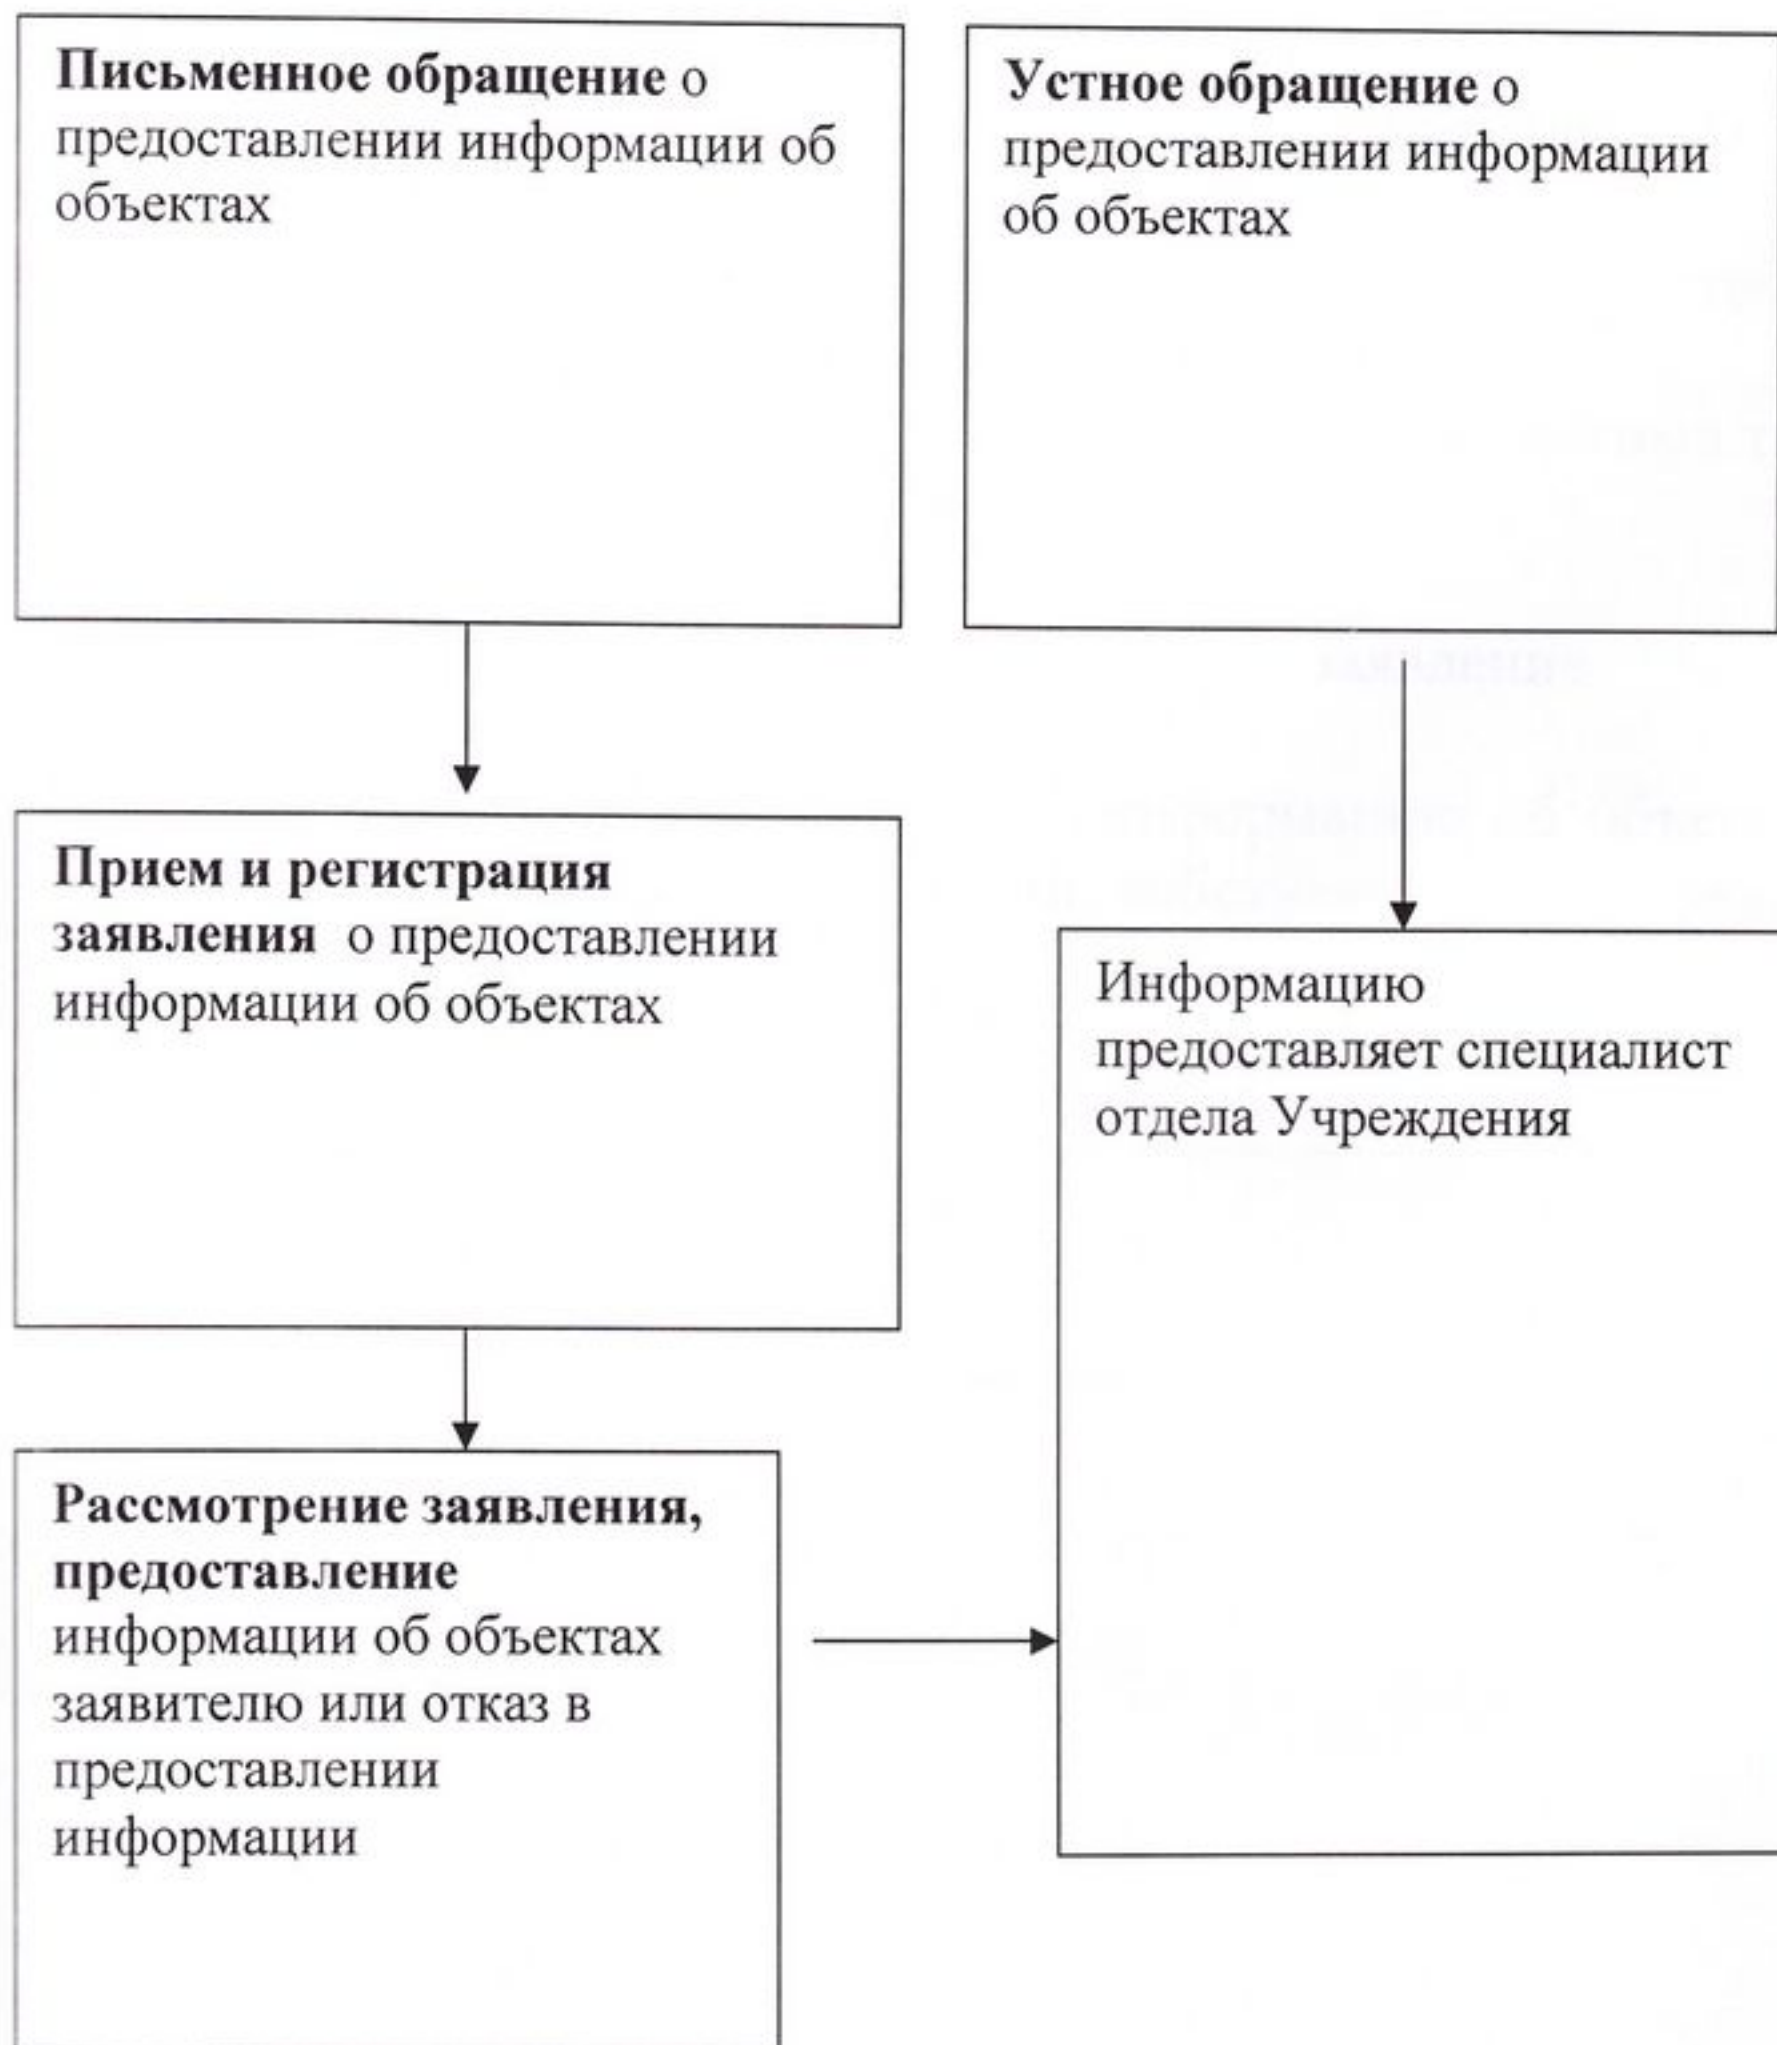 Письменное обращение о
предоставлении информации об
объектах
Устное обращение о
предоставлении информации
об объектах
Прием и регистрация
заявления о предоставлении
информации об объектах
Информацию
предоставляет специалист
отдела Учреждения
Рассмотрение заявления,
предоставление
информации об объектах
заявителю или отказ в
предоставлении
информации